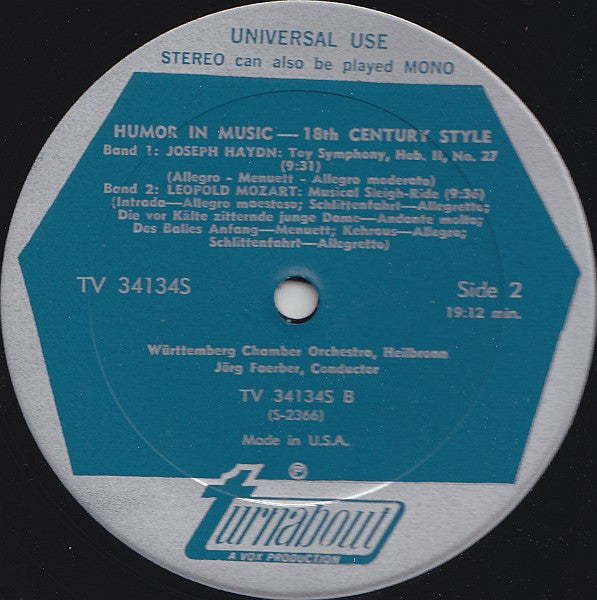 UNIVERSAL USE
STEREO can also be played MONO
HUMOR IN MUSIC — 18th CENTURY STYLE
Band 1: JOSEPH HAYDN: Toy Symphony, Hob. II, No. 27
(9:31)
(Allegro - Menuett - Allegro moderato)
Band 2: LEOPOLD MOZART: Musical Sleigh-Ride (9:36)
(Intrada—Allegro maestoso; Schlittenfahrt—Allegretto;
Die vor Kälte zitternde junge Dame—Andante molto;
Des Balles Anfang—Menuett; Kehraus—Allegro;
Schlittenfahrt—Allegretto)
TV 34134S
Side 2
19:12 min.
Württemberg Chamber Orchestra, Heilbronn
Jörg Faerber, Conductor
TV 34134S B
(S-2366)
Made in U.S.A.
℗
turnabout
A VOX PRODUCTION